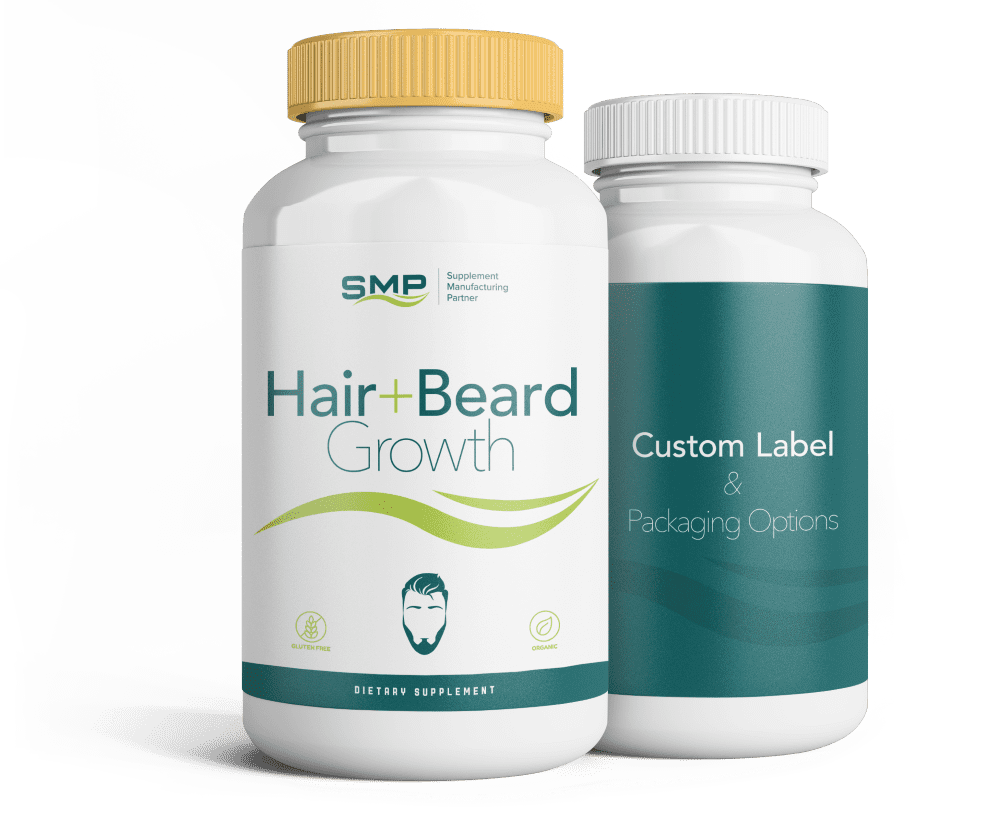 SMP
Supplement
Manufacturing
Partner
Hair+Beard
Growth
GLUTEN FREE
ORGANIC
DIETARY SUPPLEMENT
Custom Label
&
Packaging Options